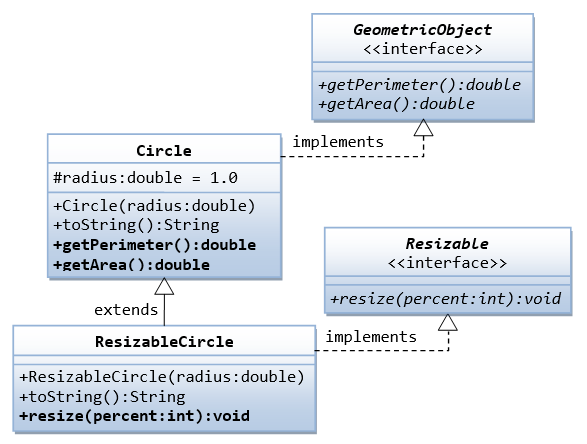 GeometricObject
<<interface>>
+getPerimeter():double
+getArea():double
implements
Circle
#radius:double = 1.0
+Circle(radius:double)
+toString():String
+getPerimeter():double
+getArea():double
Resizable
<<interface>>
+resize(percent:int):void
extends
implements
ResizableCircle
+ResizableCircle(radius:double)
+toString():String
+resize(percent:int):void